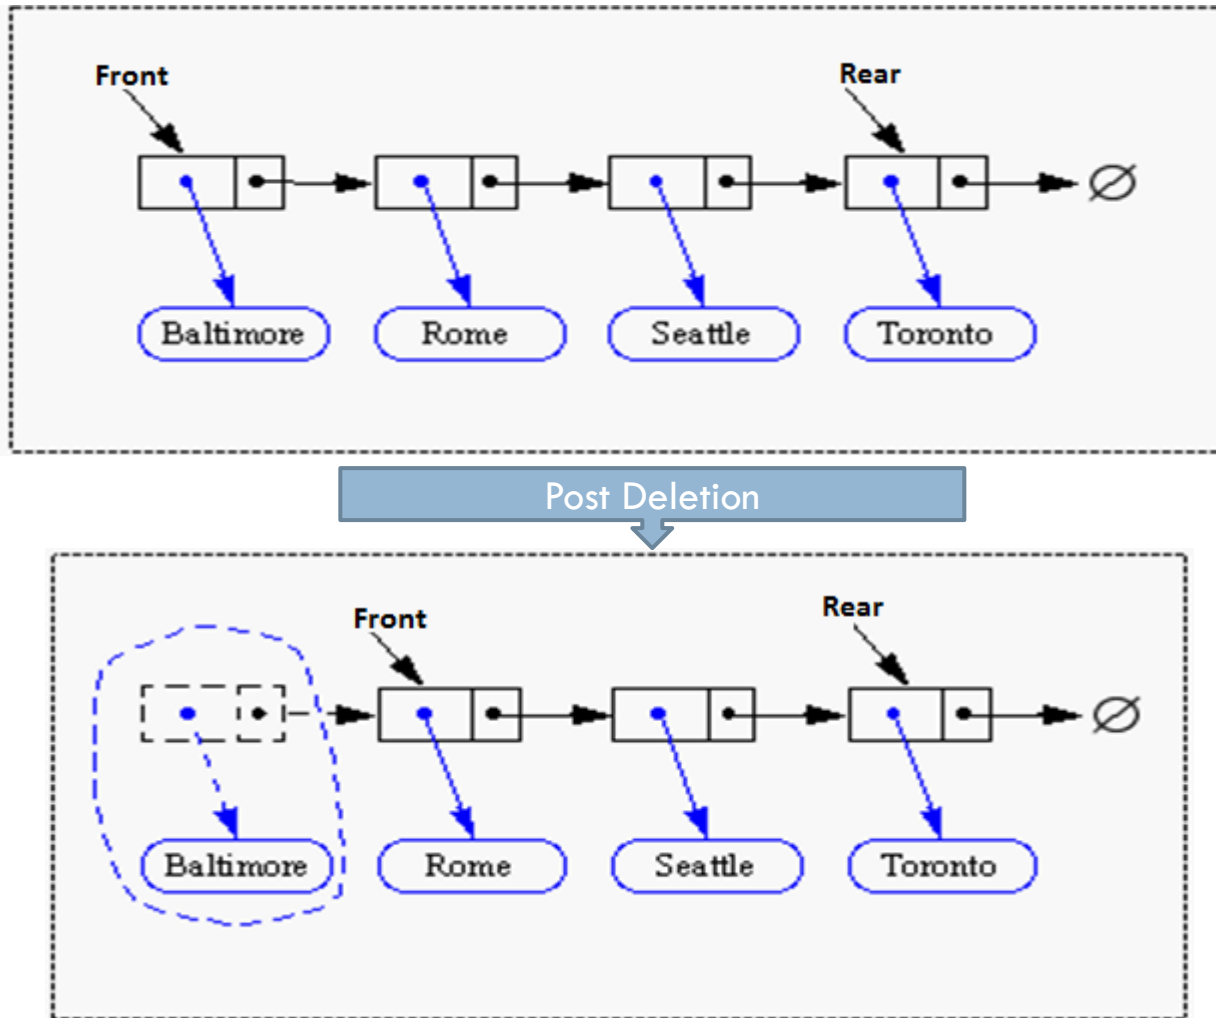 Front
Rear
Baltimore
Rome
Seattle
Toronto
Post Deletion
Front
Rear
Baltimore
Rome
Seattle
Toronto